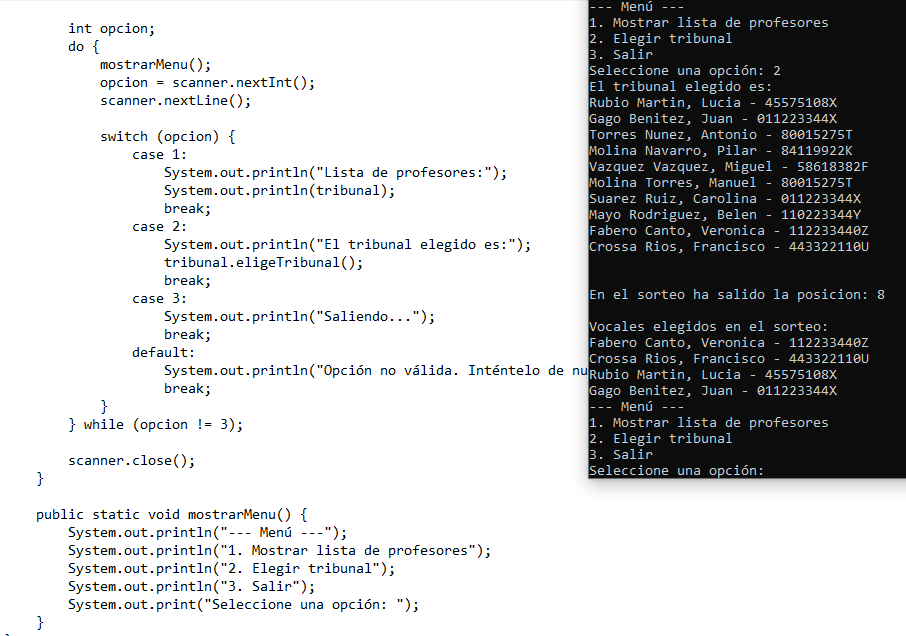 int opcion;
do {
mostrarMenu();
opcion = scanner.nextInt();
scanner.nextLine();
switch (opcion) {
case 1:
System.out.println("Lista de profesores:");
System.out.println(tribunal);
break;
case 2:
System.out.println("El tribunal elegido es:");
tribunal.eligeTribunal();
break;
case 3:
System.out.println("Saliendo...");
break;
default:
System.out.println("Opción no válida. Inténtelo de nu
break;
}
} while (opcion != 3);
scanner.close();
}
public static void mostrarMenu() {
System.out.println("--- Menú ---");
System.out.println("1. Mostrar lista de profesores");
System.out.println("2. Elegir tribunal");
System.out.println("3. Salir");
System.out.print("Seleccione una opción: ");
}
--- Menú ---
1. Mostrar lista de profesores
2. Elegir tribunal
3. Salir
Seleccione una opción: 2
El tribunal elegido es:
Rubio Martin, Lucia - 45575108X
Gago Benitez, Juan - 011223344X
Torres Nunez, Antonio - 80015275T
Molina Navarro, Pilar - 84119922K
Vazquez Vazquez, Miguel - 58618382F
Molina Torres, Manuel - 80015275T
Suarez Ruiz, Carolina - 011223344X
Mayo Rodriguez, Belen - 110223344Y
Fabero Canto, Veronica - 112233440Z
Crossa Rios, Francisco - 443322110U
En el sorteo ha salido la posicion: 8
Vocales elegidos en el sorteo:
Fabero Canto, Veronica - 112233440Z
Crossa Rios, Francisco - 443322110U
Rubio Martin, Lucia - 45575108X
Gago Benitez, Juan - 011223344X
--- Menú ---
1. Mostrar lista de profesores
2. Elegir tribunal
3. Salir
Seleccione una opción: